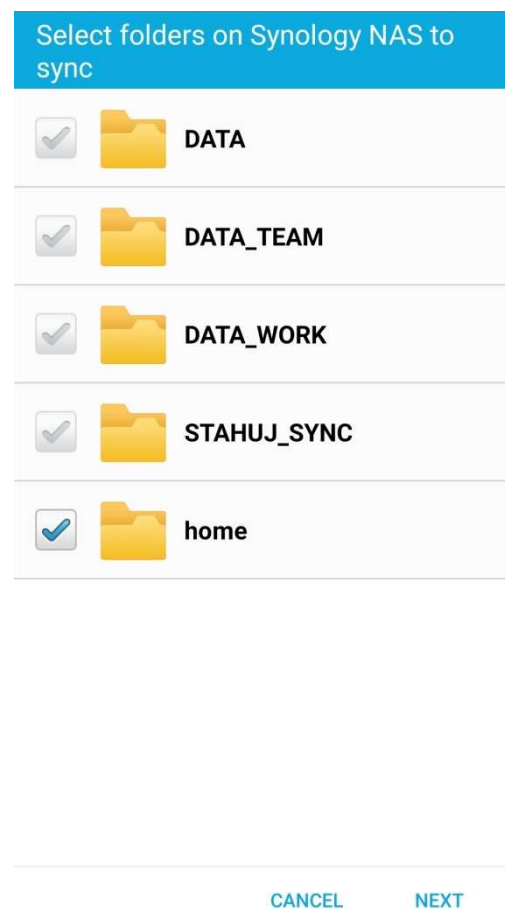 Select folders on Synology NAS to
sync
DATA
DATA_TEAM
DATA_WORK
STAHUJ_SYNC
home
CANCEL NEXT